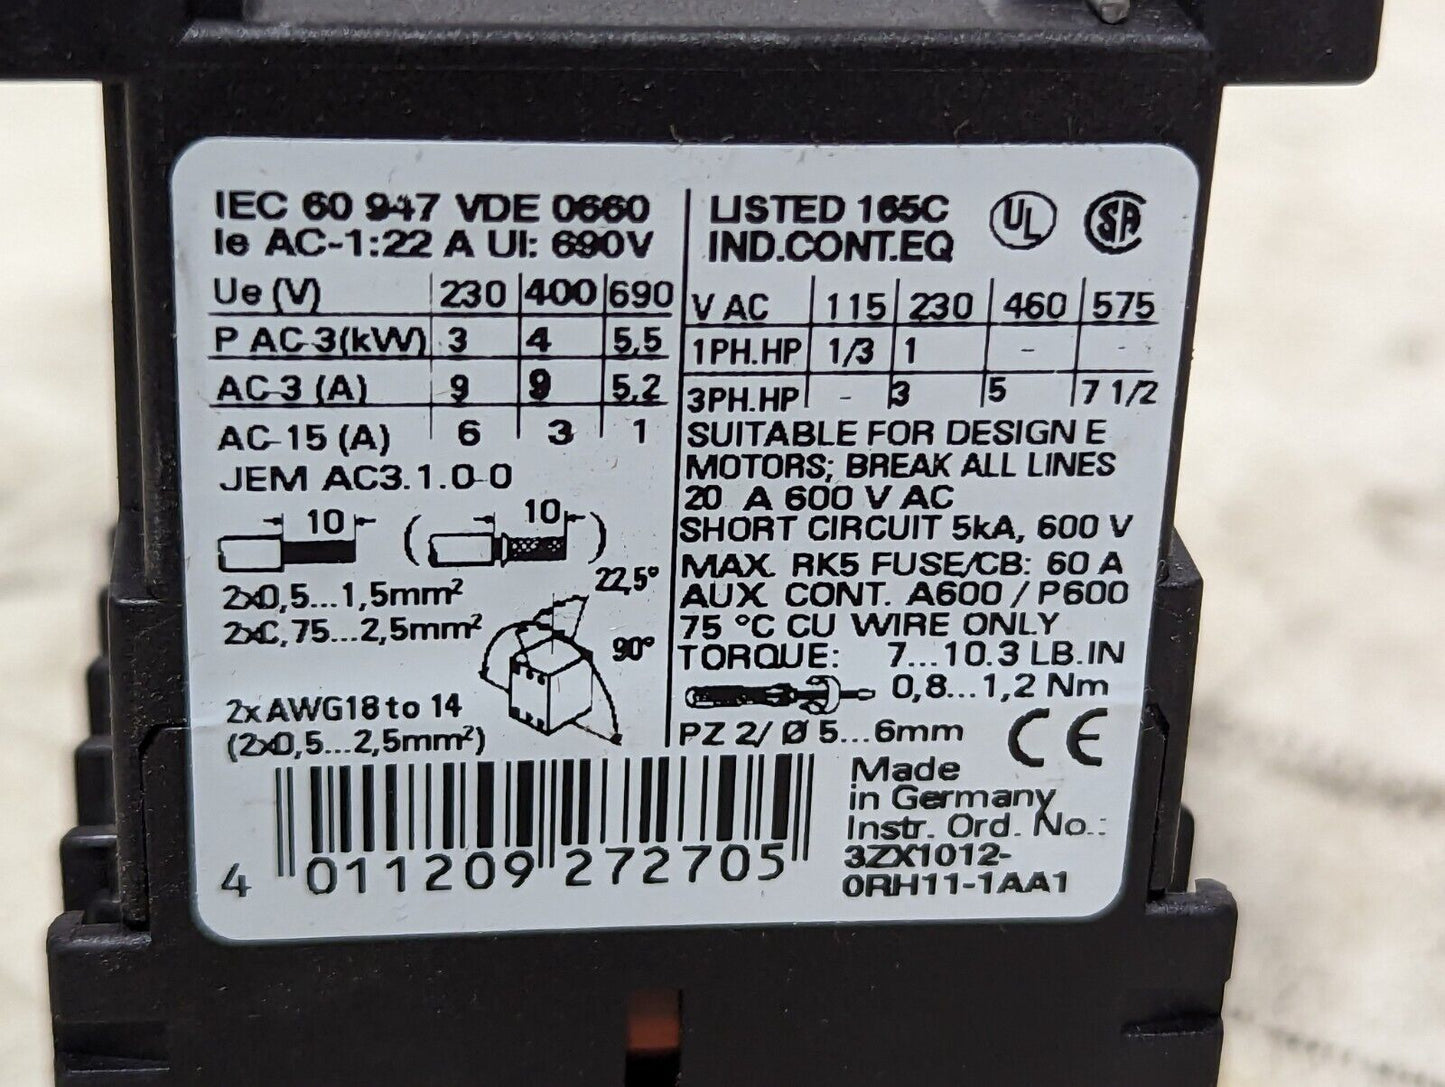 IEC 60 947 VDE 0660
Ie AC-1:22 A UI: 690V
Ue (V) 230 400 690
P AC-3(kW) 3 4 5,5
AC-3 (A) 9 9 5,2
AC-15 (A) 6 3 1
JEM AC3.1.0-0
10 ( 10 )
2x0,5...1,5mm²
2x0,75...2,5mm²
22,5°
90°
2xAWG18 to 14
(2x0,5...2,5mm²)
LISTED 165C UL SA
IND.CONT.EQ
V AC 115 230 460 575
1PH.HP 1/3 1 - -
3PH.HP - 3 5 7 1/2
SUITABLE FOR DESIGN E
MOTORS; BREAK ALL LINES
20 A 600 V AC
SHORT CIRCUIT 5kA, 600 V
MAX. RK5 FUSE/CB: 60 A
AUX. CONT. A600 / P600
75 °C CU WIRE ONLY
TORQUE: 7...10.3 LB.IN
0,8...1,2 Nm
PZ 2/ Ø 5...6mm CE
4 011209 272705
Made
in Germany
Instr. Ord. No.:
3ZX1012-
0RH11-1AA1